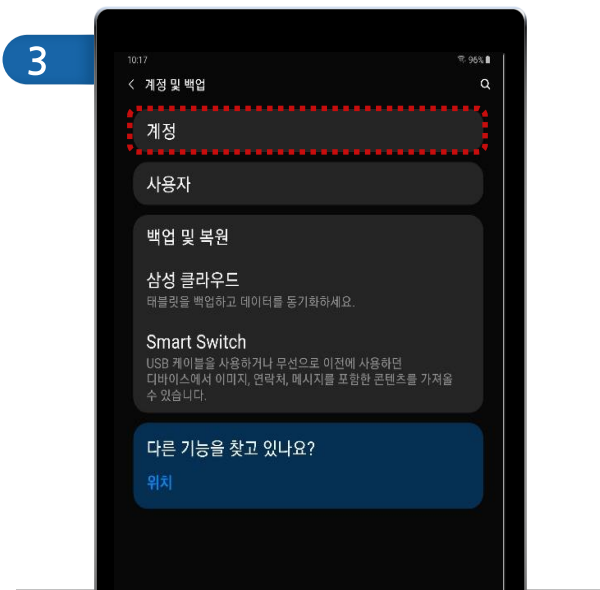 3
10:17
96%
계정 및 백업
계정
사용자
백업 및 복원
삼성 클라우드
태블릿을 백업하고 데이터를 동기화하세요.
Smart Switch
USB 케이블을 사용하거나 무선으로 이전에 사용하던
디바이스에서 이미지, 연락처, 메시지를 포함한 콘텐츠를 가져올
수 있습니다.
다른 기능을 찾고 있나요?
위치